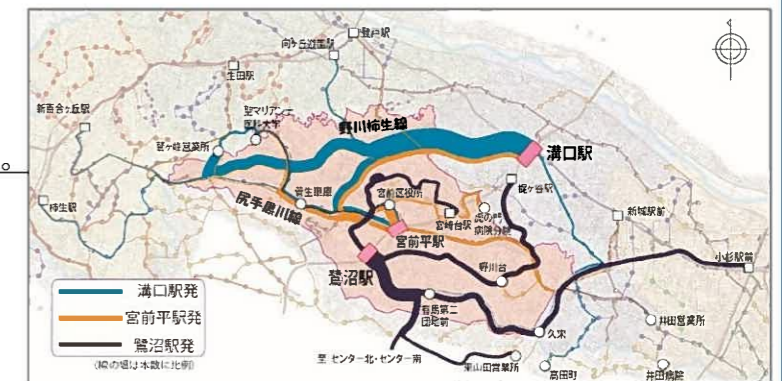 登戸駅
向ヶ丘遊園駅
生田駅
新百合ヶ丘駅
聖マリアンナ
医科大学
野川柿生線
溝口駅
鷲ヶ峰営業所
菅生車庫
宮前区役所
梶ヶ谷駅
柿生駅
尻手黒川線
宮崎台駅
虎の門
病院分院
新城駅前
宮前平駅
小杉駅前
鷺沼駅
野川台
溝口駅発
宮前平駅発
鷺沼駅発
(線の幅は本数に比例)
有馬第二
団地前
久末
井田営業所
至 センター北・センター南
東山田営業所
高田町
井田病院